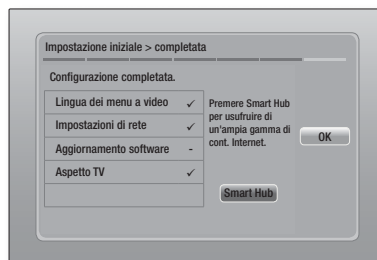 Impostazione iniziale > completata
Configurazione completata.
Lingua dei menu a video ✓
Impostazioni di rete ✓
Aggiornamento software -
Aspetto TV ✓
Premere Smart Hub
per usufruire di
un'ampia gamma di
cont. Internet.
OK
Smart Hub